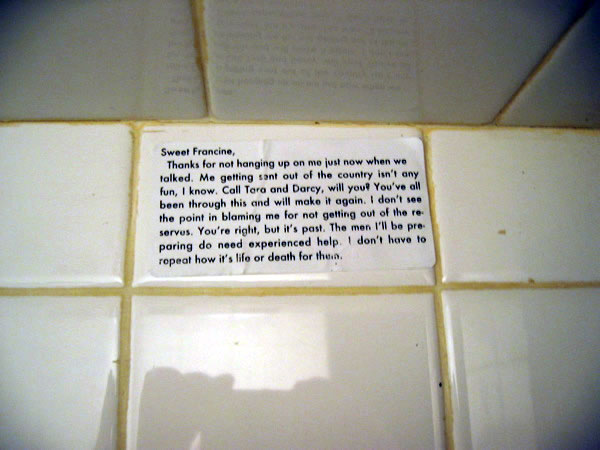 Sweet Francine,
Thanks for not hanging up on me just now when we
talked. Me getting sent out of the country isn't any
fun, I know. Call Tara and Darcy, will you? You've all
been through this and will make it again. I don't see
the point in blaming me for not getting out of the re-
serves. You're right, but it's past. The men I'll be pre-
paring do need experienced help. I don't have to
repeat how it's life or death for them.